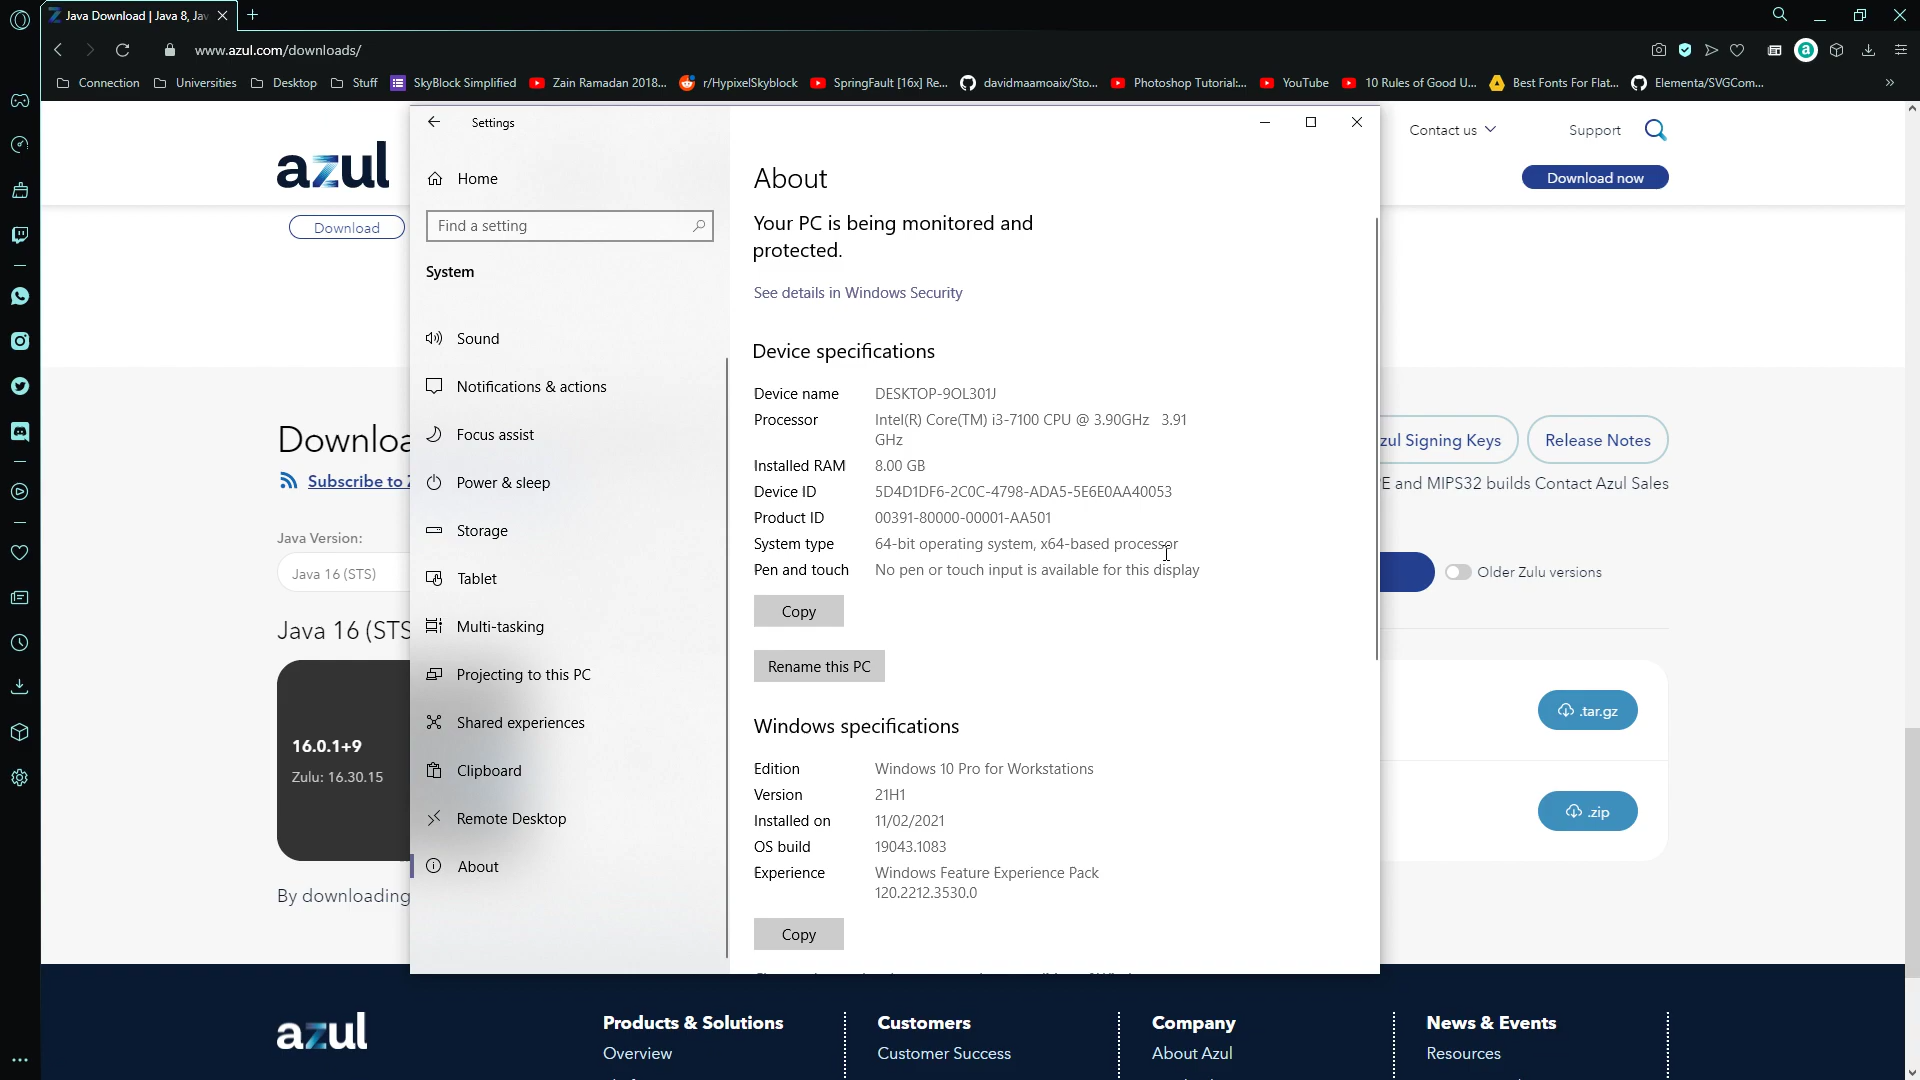 Java Download | Java 8, Jav
www.azul.com/downloads/
Connection
Universities
Desktop
Stuff
SkyBlock Simplified
Zain Ramadan 2018...
r/HypixelSkyblock
SpringFault [16x] Re...
davidmaamoaix/Sto...
Photoshop Tutorial:...
YouTube
10 Rules of Good U...
Best Fonts For Flat...
Elementa/SVGCom...
»
azul
Contact us
Support
Download now
Download
Settings
Home
Find a setting
System
Sound
Notifications & actions
Focus assist
Power & sleep
Storage
Tablet
Multi-tasking
Projecting to this PC
Shared experiences
Clipboard
Remote Desktop
About
About
Your PC is being monitored and
protected.
See details in Windows Security
Device specifications
Device name DESKTOP-9OL301J
Processor Intel(R) Core(TM) i3-7100 CPU @ 3.90GHz 3.91
GHz
Installed RAM 8.00 GB
Device ID 5D4D1DF6-2C0C-4798-ADA5-5E6E0AA40053
Product ID 00391-80000-00001-AA501
System type 64-bit operating system, x64-based processor
Pen and touch No pen or touch input is available for this display
Copy
Rename this PC
Windows specifications
Edition Windows 10 Pro for Workstations
Version 21H1
Installed on 11/02/2021
OS build 19043.1083
Experience Windows Feature Experience Pack
120.2212.3530.0
Copy
Downloa
Subscribe to
zul Signing Keys
Release Notes
E and MIPS32 builds Contact Azul Sales
Java Version:
Java 16 (STS)
Older Zulu versions
Java 16 (STS
16.0.1+9
Zulu: 16.30.15
.tar.gz
.zip
By downloading
azul
Products & Solutions
Overview
Customers
Customer Success
Company
About Azul
News & Events
Resources